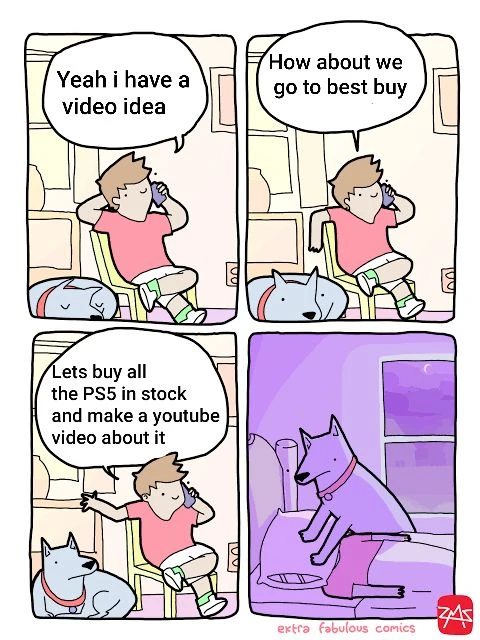 Yeah i have a
video idea
How about we
go to best buy
Lets buy all
the PS5 in stock
and make a youtube
video about it
extra fabulous comics
ZMS